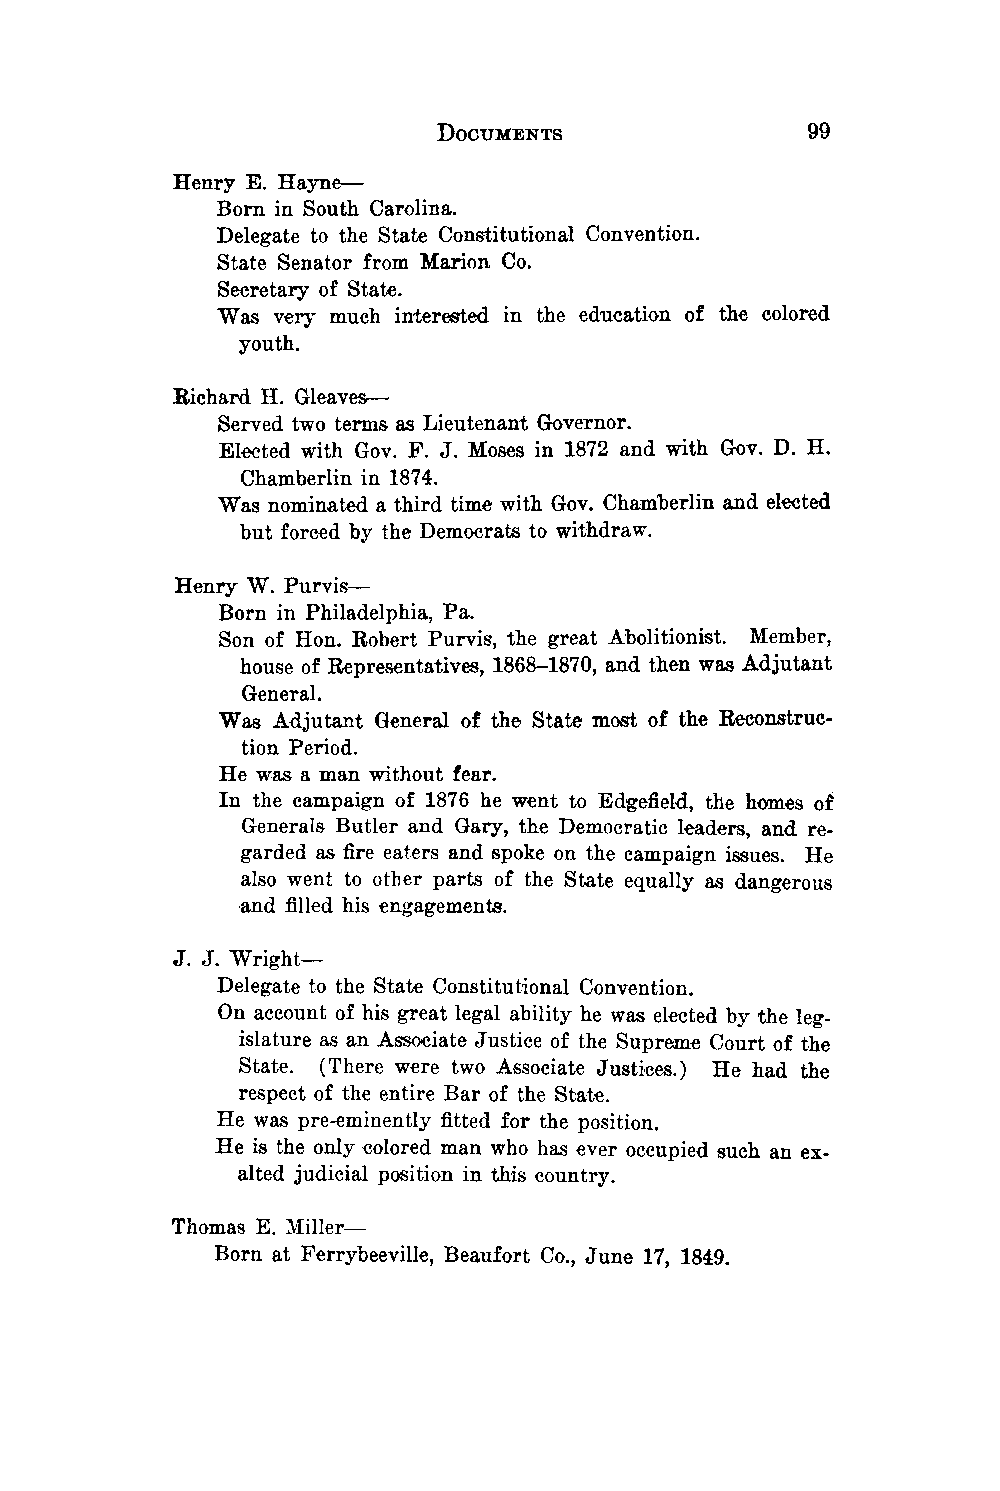 DOCUMENTS 99
Henry E. Hayne—
Born in South Carolina.
Delegate to the State Constitutional Convention.
State Senator from Marion Co.
Secretary of State.
Was very much interested in the education of the colored
youth.
Richard H. Gleaves—
Served two terms as Lieutenant Governor.
Elected with Gov. F. J. Moses in 1872 and with Gov. D. H.
Chamberlin in 1874.
Was nominated a third time with Gov. Chamberlin and elected
but forced by the Democrats to withdraw.
Henry W. Purvis—
Born in Philadelphia, Pa.
Son of Hon. Robert Purvis, the great Abolitionist. Member,
house of Representatives, 1868–1870, and then was Adjutant
General.
Was Adjutant General of the State most of the Reconstruc-
tion Period.
He was a man without fear.
In the campaign of 1876 he went to Edgefield, the homes of
Generals Butler and Gary, the Democratic leaders, and re-
garded as fire eaters and spoke on the campaign issues. He
also went to other parts of the State equally as dangerous
and filled his engagements.
J. J. Wright—
Delegate to the State Constitutional Convention.
On account of his great legal ability he was elected by the leg-
islature as an Associate Justice of the Supreme Court of the
State. (There were two Associate Justices.) He had the
respect of the entire Bar of the State.
He was pre-eminently fitted for the position.
He is the only colored man who has ever occupied such an ex-
alted judicial position in this country.
Thomas E. Miller—
Born at Ferrybeeville, Beaufort Co., June 17, 1849.